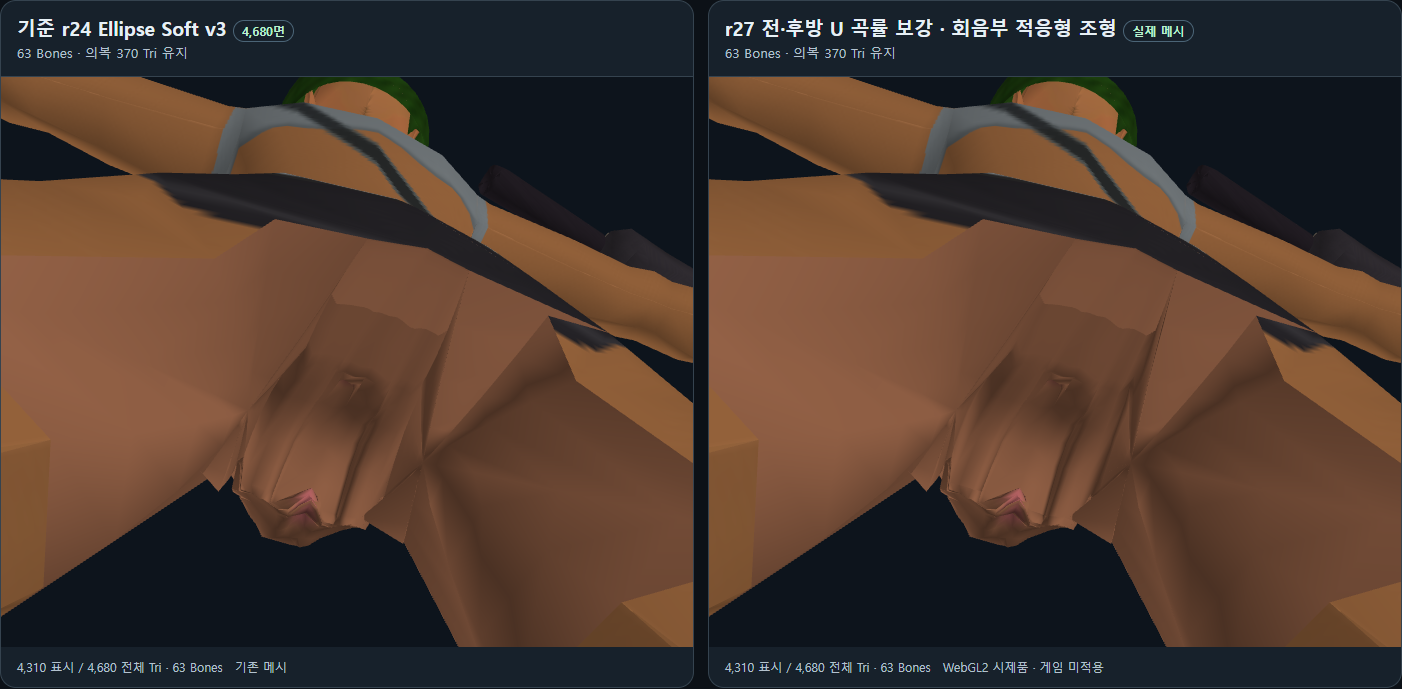 기준 r24 Ellipse Soft v3 4,680면
63 Bones · 의복 370 Tri 유지
r27 전·후방 U 곡률 보강 · 회음부 적응형 조형 실제 메시
63 Bones · 의복 370 Tri 유지
4,310 표시 / 4,680 전체 Tri · 63 Bones 기존 메시
4,310 표시 / 4,680 전체 Tri · 63 Bones WebGL2 시제품 · 게임 미적용